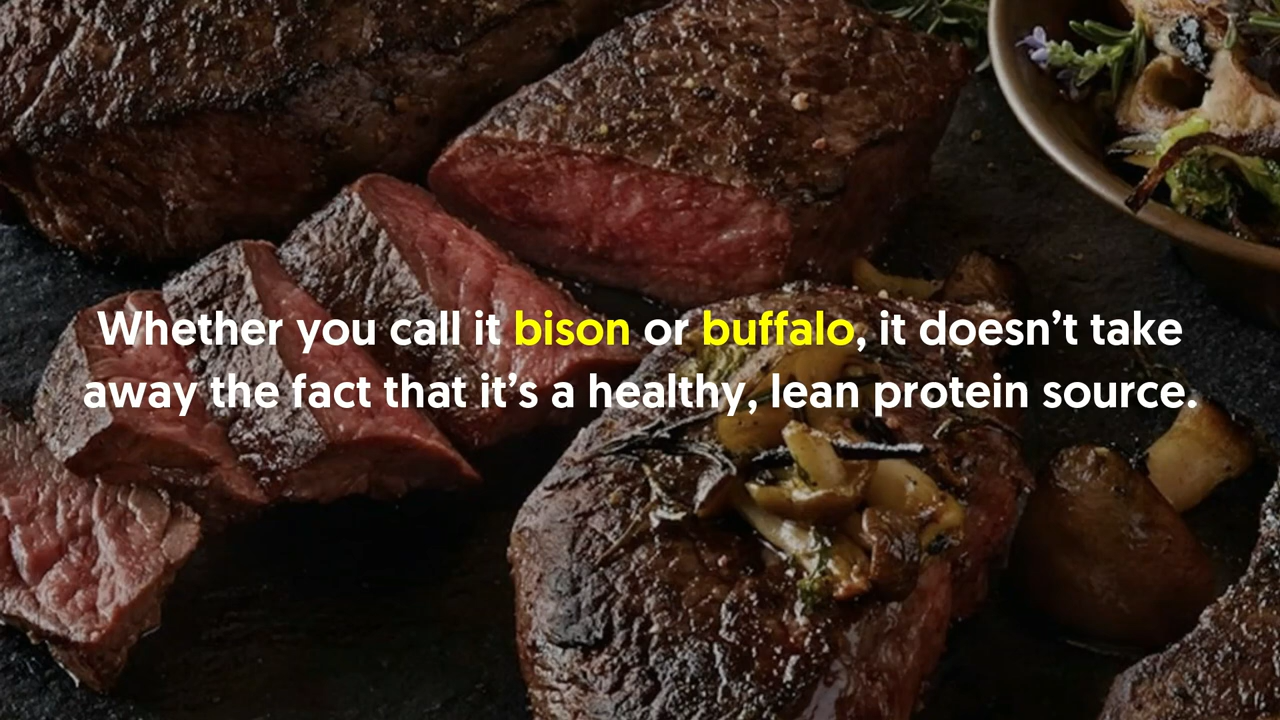 Whether you call it bison or buffalo, it doesn’t take
away the fact that it’s a healthy, lean protein source.